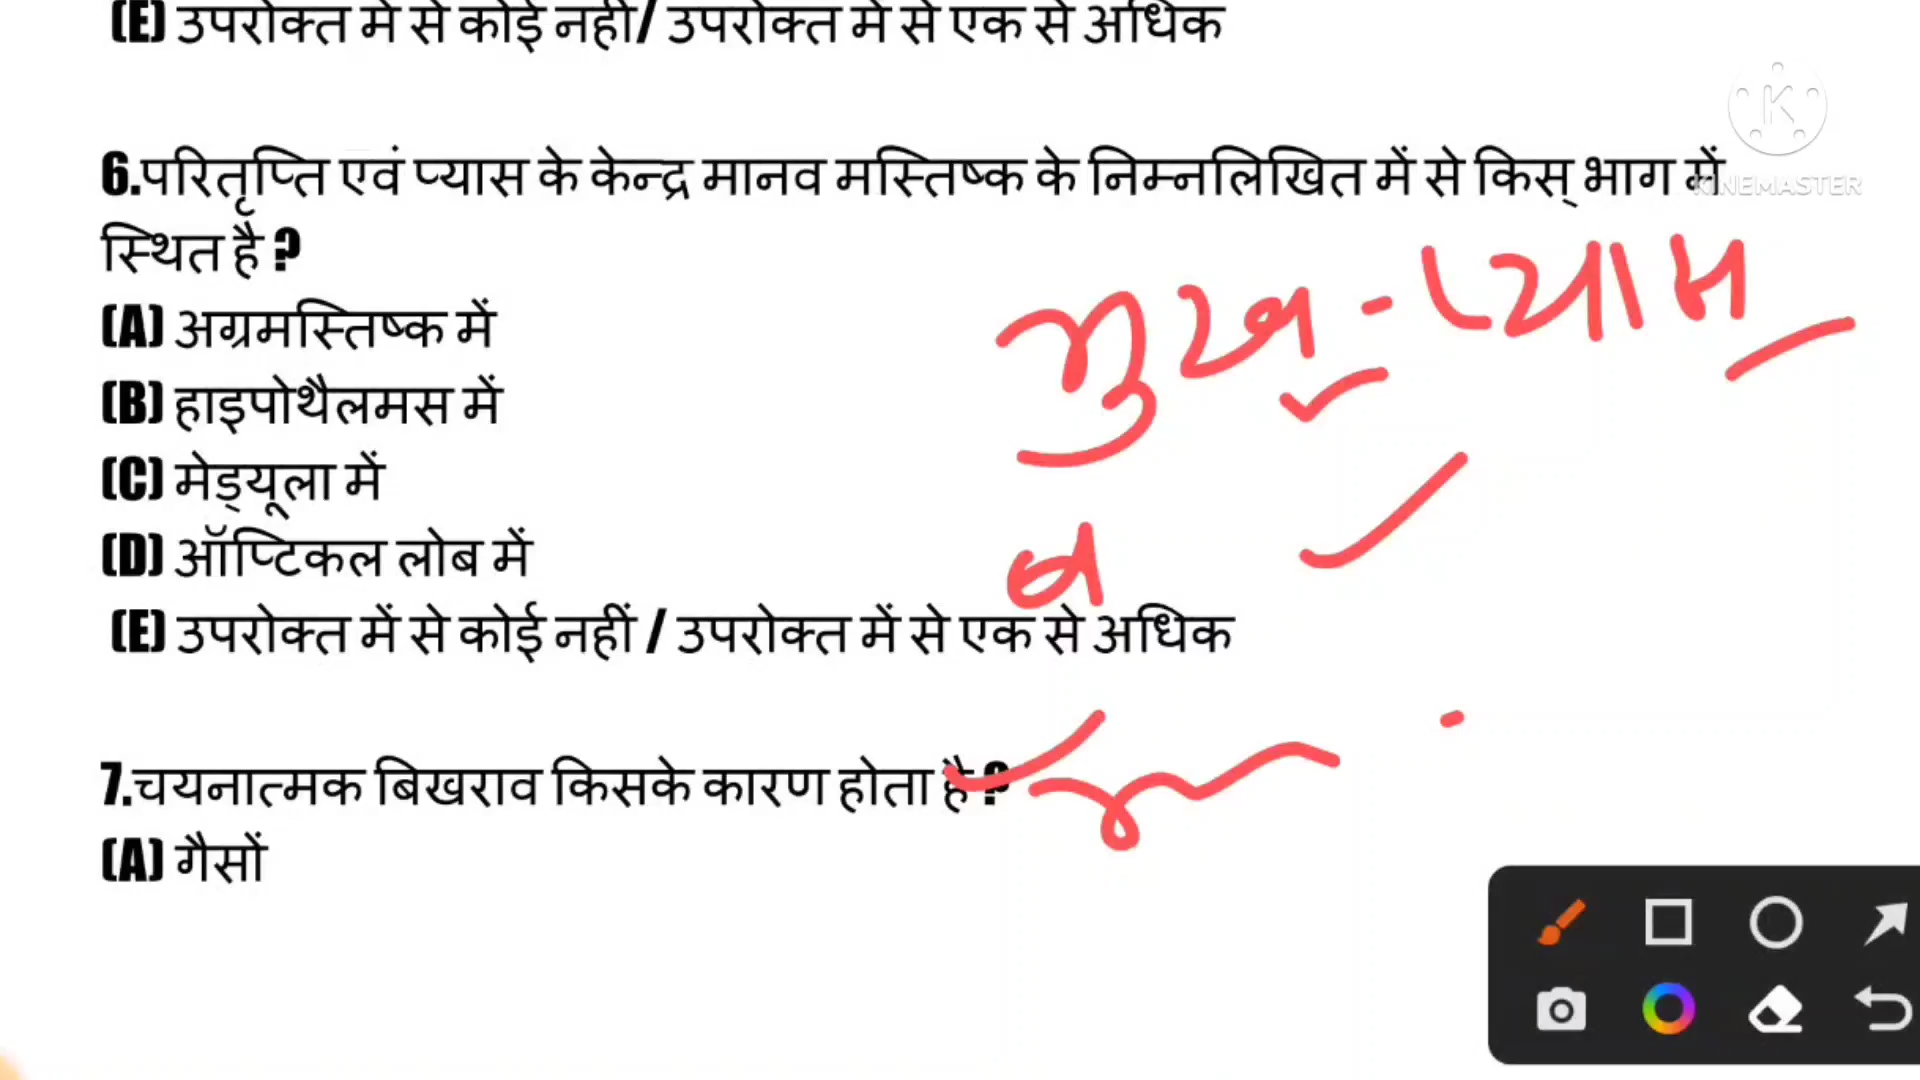 (E) उपरोक्त में से कोई नहीं/ उपरोक्त में से एक से अधिक
6.परितृप्ति एवं प्यास के केन्द्र मानव मस्तिष्क के निम्नलिखित में से किस् भाग में
KINEMASTER
स्थित है ?
(A) अग्रमस्तिष्क में
भुख - प्यास
(B) हाइपोथैलमस में
(C) मेड्यूला में
(D) ऑप्टिकल लोब में
(E) उपरोक्त में से कोई नहीं / उपरोक्त में से एक से अधिक
7.चयनात्मक बिखराव किसके कारण होता है ?
(A) गैसों